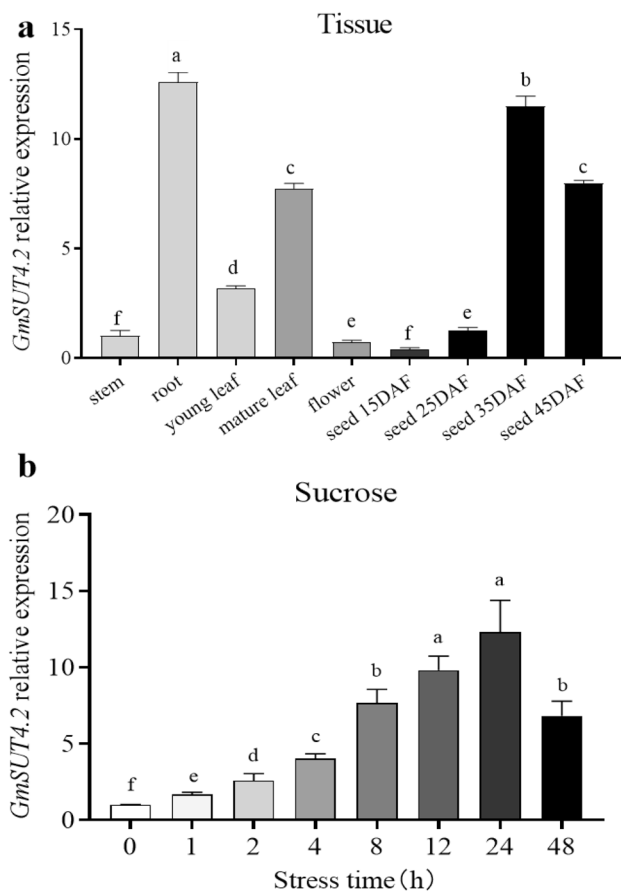 a
Tissue
GmSUT4.2 relative expression
15
10
5
0
f
a
d
c
e
f
e
b
c
stem
root
young leaf
mature leaf
flower
seed 15DAF
seed 25DAF
seed 35DAF
seed 45DAF
b
Sucrose
GmSUT4.2 relative expression
20
15
10
5
0
f
e
d
c
b
a
a
b
0 1 2 4 8 12 24 48
Stress time(h)